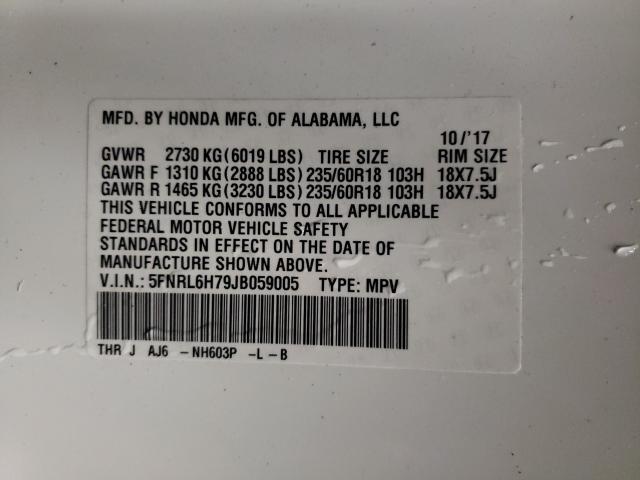 MFD. BY HONDA MFG. OF ALABAMA, LLC
10/'17
GVWR 2730 KG(6019 LBS) TIRE SIZE RIM SIZE
GAWR F 1310 KG(2888 LBS) 235/60R18 103H 18X7.5J
GAWR R 1465 KG(3230 LBS) 235/60R18 103H 18X7.5J
THIS VEHICLE CONFORMS TO ALL APPLICABLE
FEDERAL MOTOR VEHICLE SAFETY
STANDARDS IN EFFECT ON THE DATE OF
MANUFACTURE SHOWN ABOVE.
V.I.N.: 5FNRL6H79JB059005 TYPE: MPV
THR J AJ6 -NH603P -L-B